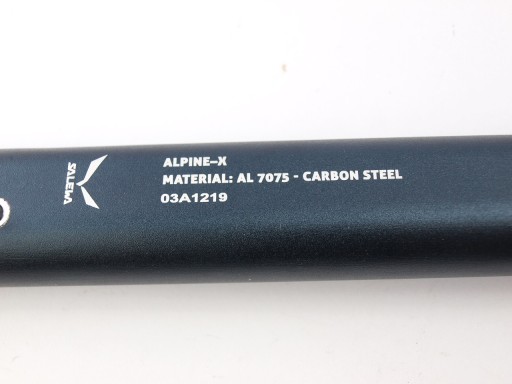 SALEWA
ALPINE–X
MATERIAL: AL 7075 - CARBON STEEL
03A1219